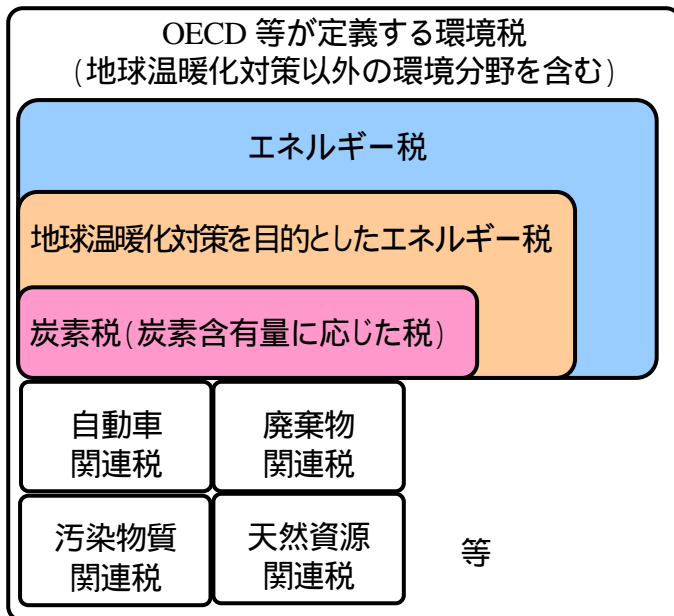 OECD 等が定義する環境税
(地球温暖化対策以外の環境分野を含む)
エネルギー税
地球温暖化対策を目的としたエネルギー税
炭素税(炭素含有量に応じた税)
自動車
関連税
廃棄物
関連税
汚染物質
関連税
天然資源
関連税
等